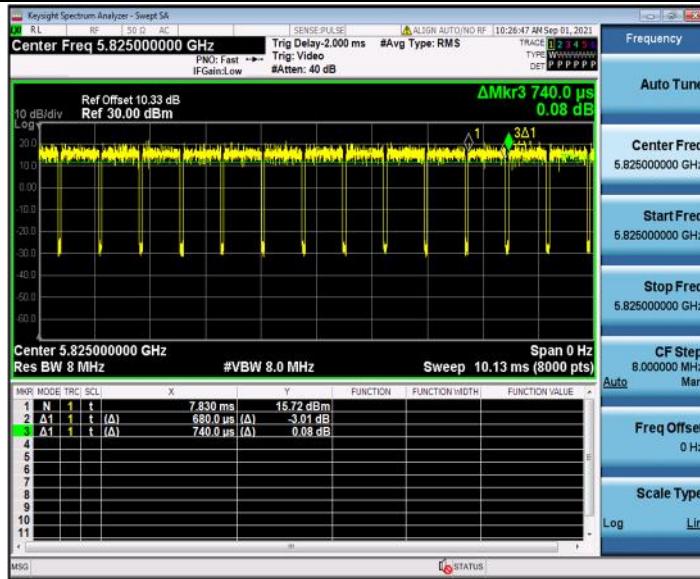 Keysight Spectrum Analyzer - Swept SA
RL RF 50 Ω AC SENSE:PULSE ALIGN AUTO/NO RF 10:26:47 AM Sep 01, 2021
Center Freq 5.825000000 GHz
PNO: Fast
IFGain:Low
Trig Delay-2.000 ms
Trig: Video
#Atten: 40 dB
#Avg Type: RMS
TRACE 1 2 3 4 5 6
TYPE
DET P P P P P P
ΔMkr3 740.0 µs
0.08 dB
Ref Offset 10.33 dB
10 dB/div Ref 30.00 dBm
Log
1 3Δ1
20.0
10.0
0.00
-10.0
-20.0
-30.0
-40.0
-50.0
-60.0
Center 5.825000000 GHz Span 0 Hz
Res BW 8 MHz #VBW 8.0 MHz Sweep 10.13 ms (8000 pts)
MKR MODE TRC SCL X Y FUNCTION FUNCTION WIDTH FUNCTION VALUE
1 N 1 t 7.830 ms 15.72 dBm
2 Δ1 1 t (Δ) 680.0 µs (Δ) -3.01 dB
3 Δ1 1 t (Δ) 740.0 µs (Δ) 0.08 dB
4
5
6
7
8
9
10
11
MSG STATUS
Frequency
Auto Tune
Center Freq
5.825000000 GHz
Start Freq
5.825000000 GHz
Stop Freq
5.825000000 GHz
CF Step
8.000000 MHz
Auto Man
Freq Offset
0 Hz
Scale Type
Log Lin